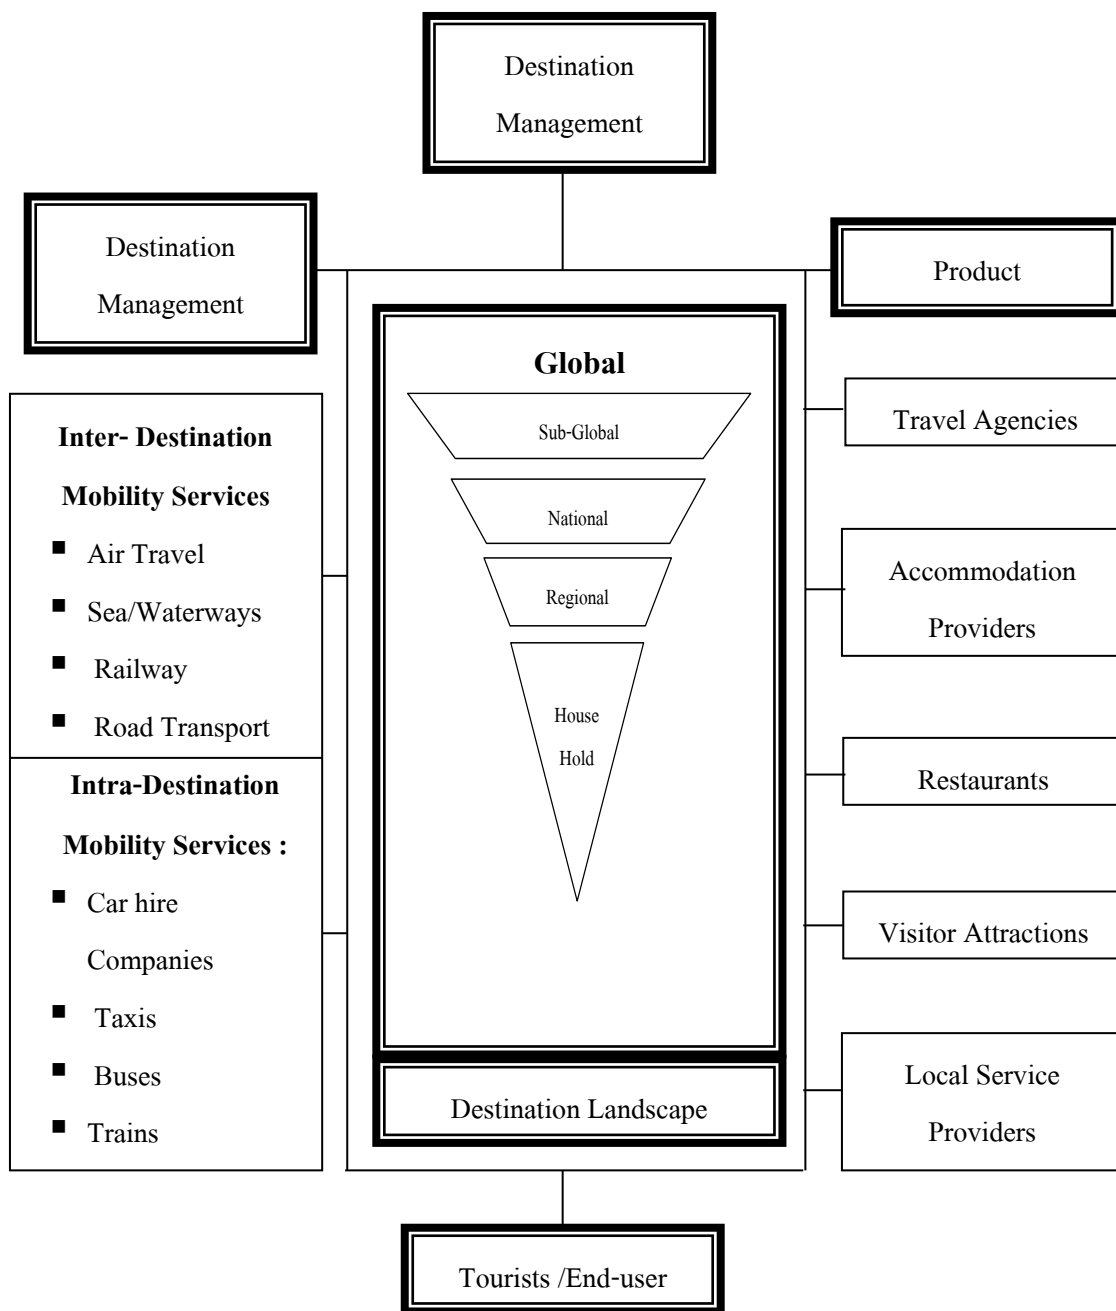 Destination
Management
Destination
Management
Product
Inter- Destination
Mobility Services
▪ Air Travel
▪ Sea/Waterways
▪ Railway
▪ Road Transport
Intra-Destination
Mobility Services :
▪ Car hire
Companies
▪ Taxis
▪ Buses
▪ Trains
Global
Sub-Global
National
Regional
House
Hold
Destination Landscape
Travel Agencies
Accommodation
Providers
Restaurants
Visitor Attractions
Local Service
Providers
Tourists /End-user